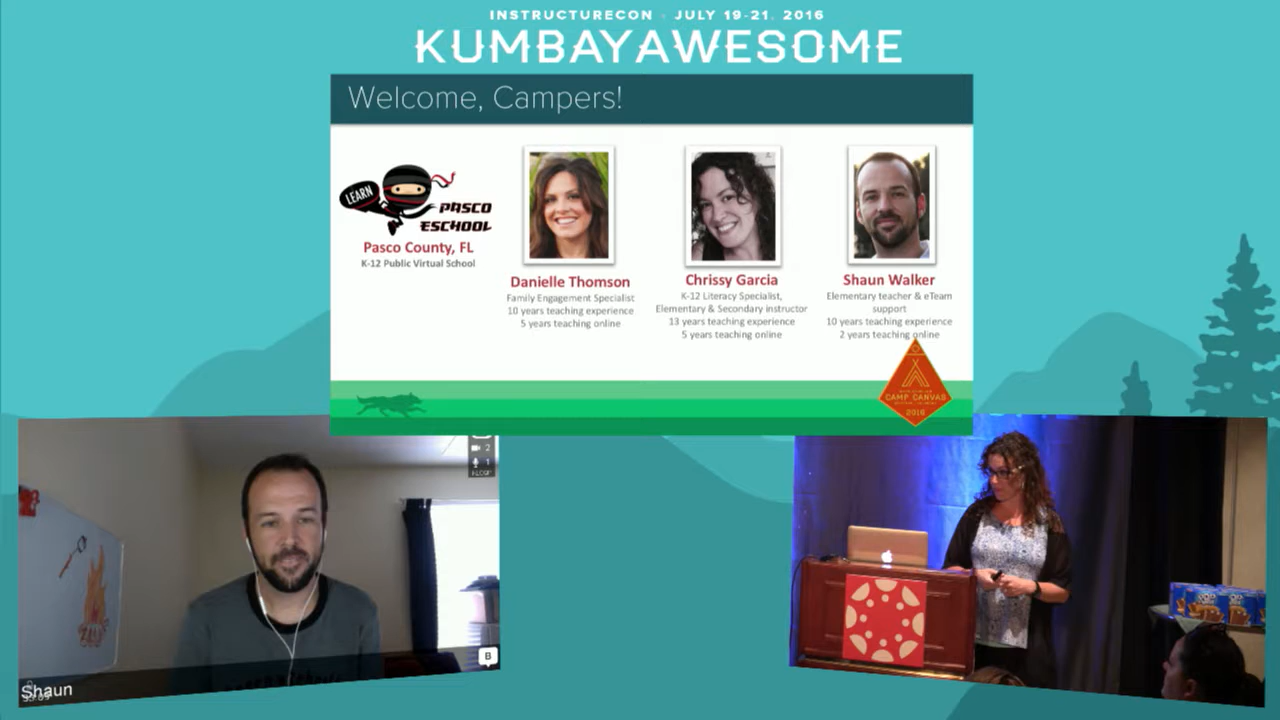 INSTRUCTURECON - JULY 19-21, 2016
KUMBAYAWESOME
Welcome, Campers!
LEARN
PASCO
ESCHOOL
Pasco County, FL
K-12 Public Virtual School
Danielle Thomson
Family Engagement Specialist
10 years teaching experience
5 years teaching online
Chrissy Garcia
K-12 Literacy Specialist,
Elementary & Secondary instructor
13 years teaching experience
5 years teaching online
Shaun Walker
Elementary teacher & eTeam
support
10 years teaching experience
2 years teaching online
CAMP CANVAS
2016
2
1
B
Shaun